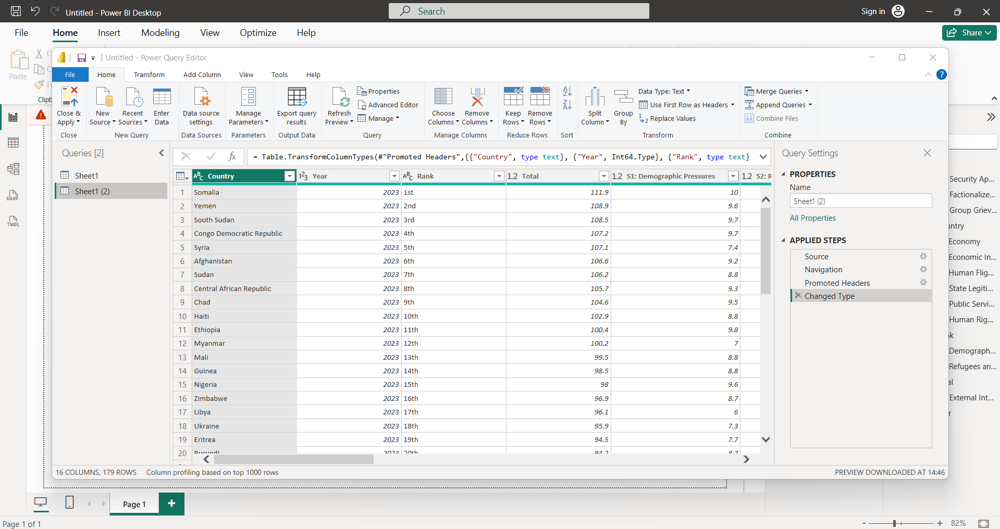 Untitled - Power BI Desktop
Search
Sign in
File Home Insert Modeling View Optimize Help
Share
Paste
Untitled - Power Query Editor
File Home Transform Add Column View Tools Help
Close & Apply
New Source
Recent Sources
Enter Data
Data source settings
Manage Parameters
Export query results
Refresh Preview
Properties
Advanced Editor
Manage
Choose Columns
Remove Columns
Keep Rows
Remove Rows
Split Column
Group By
Data Type: Text
Use First Row as Headers
Replace Values
Merge Queries
Append Queries
Combine Files
Close New Query Data Sources Parameters Output Data Query Manage Columns Reduce Rows Sort Transform Combine
Queries [2]
Sheet1
Sheet1 (2)
= Table.TransformColumnTypes(#"Promoted Headers",{{"Country", type text}, {"Year", Int64.Type}, {"Rank", type text}
Country Year Rank 1.2 Total 1.2 S1: Demographic Pressures 1.2 S2: R
1 Somalia 2023 1st 111.9 10
2 Yemen 2023 2nd 108.9 9.6
3 South Sudan 2023 3rd 108.5 9.7
4 Congo Democratic Republic 2023 4th 107.2 9.7
5 Syria 2023 5th 107.1 7.4
6 Afghanistan 2023 6th 106.6 9.2
7 Sudan 2023 7th 106.2 8.8
8 Central African Republic 2023 8th 105.7 9.3
9 Chad 2023 9th 104.6 9.5
10 Haiti 2023 10th 102.9 8.8
11 Ethiopia 2023 11th 100.4 9.8
12 Myanmar 2023 12th 100.2 7
13 Mali 2023 13th 99.5 8.8
14 Guinea 2023 14th 98.5 8.8
15 Nigeria 2023 15th 98 9.6
16 Zimbabwe 2023 16th 96.9 8.7
17 Libya 2023 17th 96.1 6
18 Ukraine 2023 18th 95.9 7.3
19 Eritrea 2023 19th 94.5 7.7
20 Burundi 2023 20th 94.2 8.7
Query Settings
PROPERTIES
Name
Sheet1 (2)
All Properties
APPLIED STEPS
Source
Navigation
Promoted Headers
Changed Type
Security Ap...
Factionalize...
Group Griev...
untry
Economy
Economic In...
Human Flig...
State Legiti...
Public Servi...
Human Rig...
nk
Demograph...
Refugees an...
al
External Int...
r
DAX
TMDL
16 COLUMNS, 179 ROWS Column profiling based on top 1000 rows
PREVIEW DOWNLOADED AT 14:46
Page 1
Page 1 of 1
- + 82%